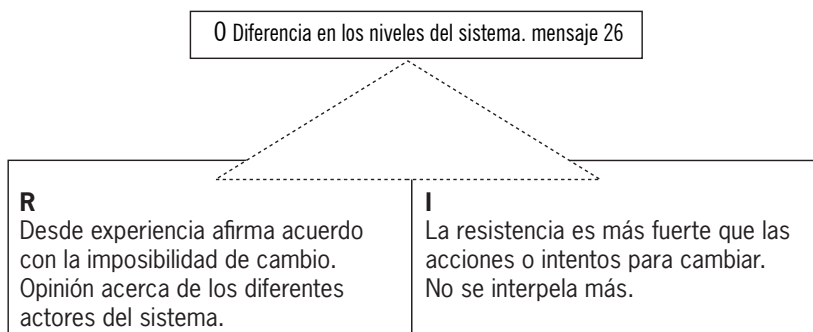 O Diferencia en los niveles del sistema. mensaje 26
R
Desde experiencia afirma acuerdo
con la imposibilidad de cambio.
Opinión acerca de los diferentes
actores del sistema.
I
La resistencia es más fuerte que las
acciones o intentos para cambiar.
No se interpela más.